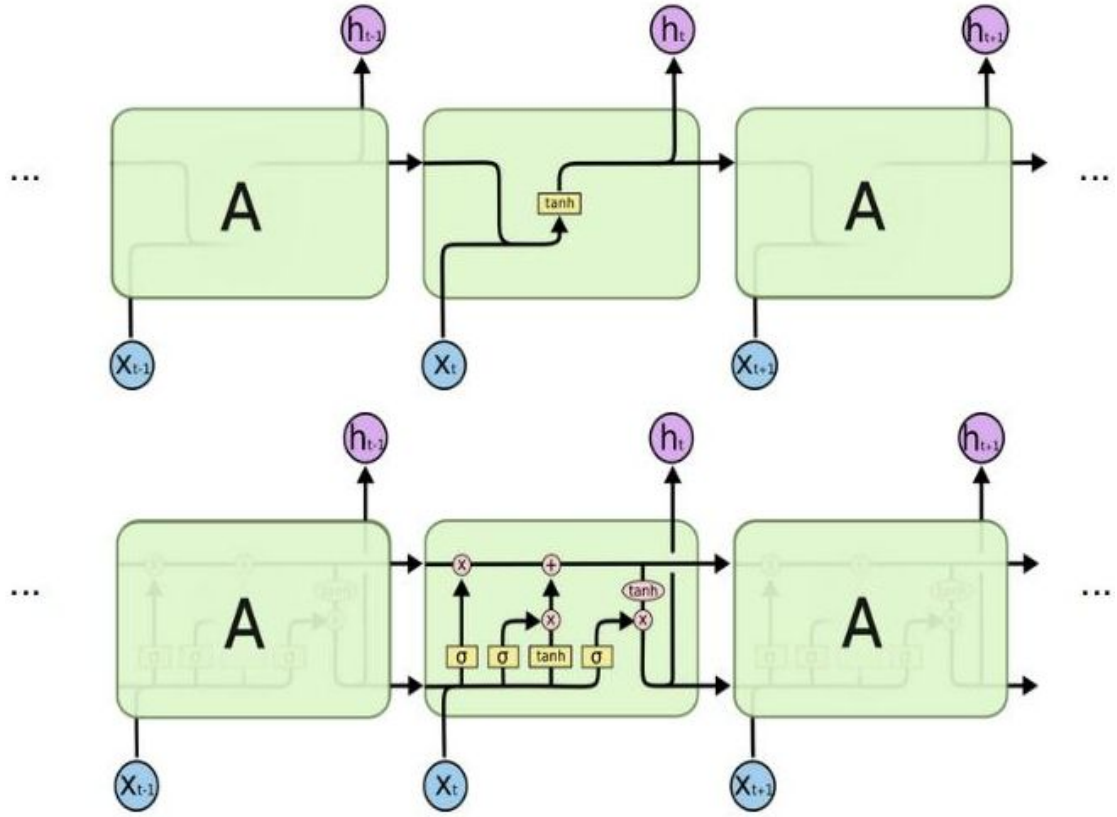 hₜ₋₁ hₜ hₜ₊₁
... A tanh A ...
Xₜ₋₁ Xₜ Xₜ₊₁
hₜ₋₁ hₜ hₜ₊₁
x +
tanh
... A x x A ...
σ σ tanh σ
Xₜ₋₁ Xₜ Xₜ₊₁